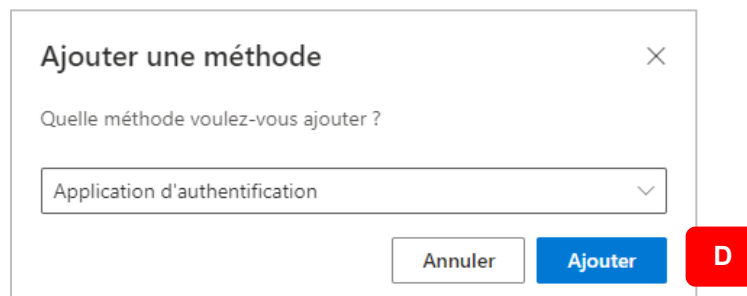 Ajouter une méthode
Quelle méthode voulez-vous ajouter ?
Application d'authentification
Annuler Ajouter D